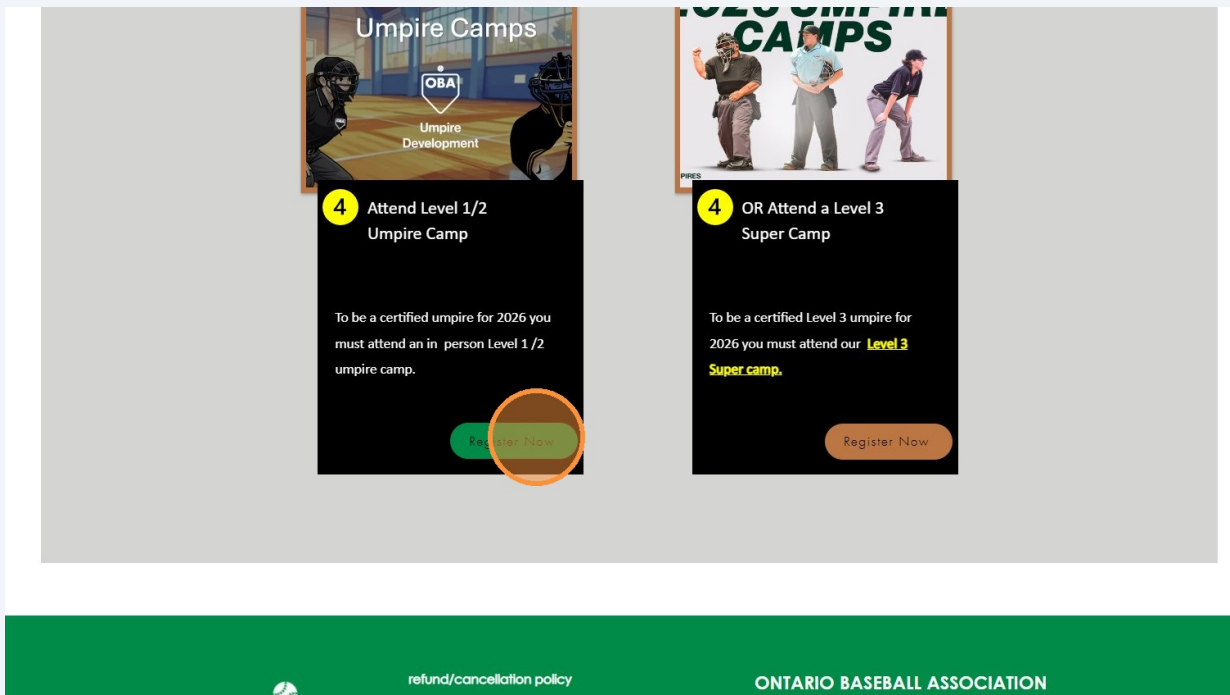 Umpire Camps
OBA
Umpire
Development
2026 UMPIRE
CAMPS
PIRES
4
Attend Level 1/2
Umpire Camp
To be a certified umpire for 2026 you
must attend an in person Level 1 /2
umpire camp.
Register Now
4
OR Attend a Level 3
Super Camp
To be a certified Level 3 umpire for
2026 you must attend our Level 3
Super camp.
Register Now
refund/cancellation policy
ONTARIO BASEBALL ASSOCIATION